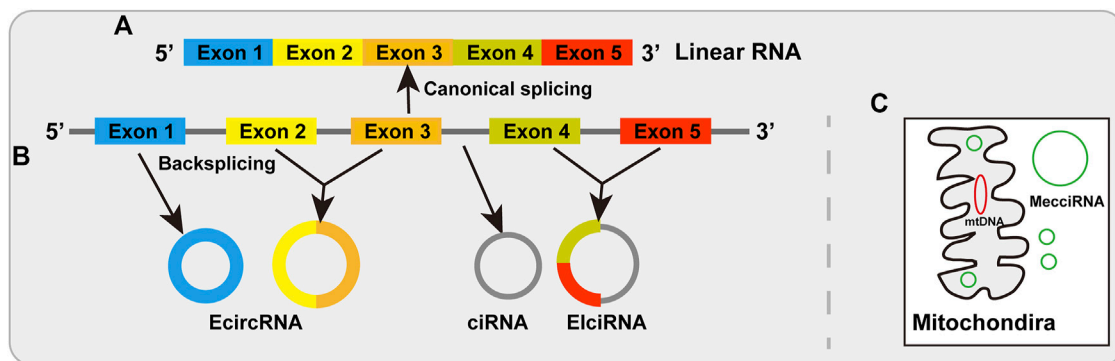 A
5’ Exon 1 Exon 2 Exon 3 Exon 4 Exon 5 3’ Linear RNA
Canonical splicing
5’ Exon 1 Exon 2 Exon 3 Exon 4 Exon 5 3’
B
Backsplicing
EcircRNA ciRNA EIciRNA
C
MecciRNA
mtDNA
Mitochondira